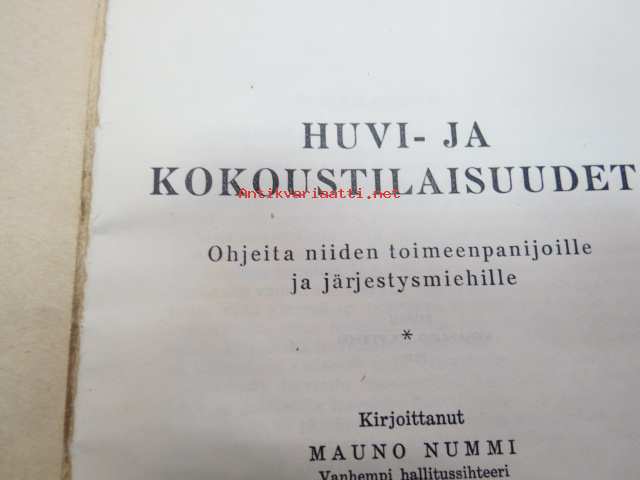 HUVI- JA
KOKOUSTILAISUUDET
Antikvariaatti.net
Ohjeita niiden toimeenpanijoille
ja järjestysmiehille
*
Kirjoittanut
MAUNO NUMMI
Vanhempi hallitussihteeri